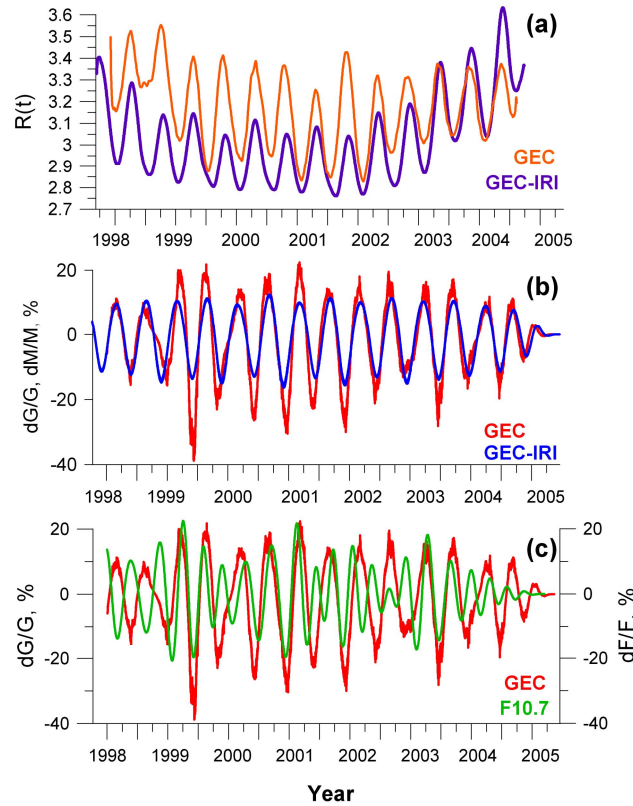 (a)
3.6
3.5
3.4
3.3
3.2
3.1
3
2.9
2.8
2.7
R(t)
GEC
GEC-IRI
1998 1999 2000 2001 2002 2003 2004 2005
(b)
20
0
-20
-40
dG/G, dM/M, %
GEC
GEC-IRI
1998 1999 2000 2001 2002 2003 2004 2005
(c)
20
0
-20
-40
dG/G, %
20
0
-20
-40
dF/F, %
GEC
F10.7
1998 1999 2000 2001 2002 2003 2004 2005
Year